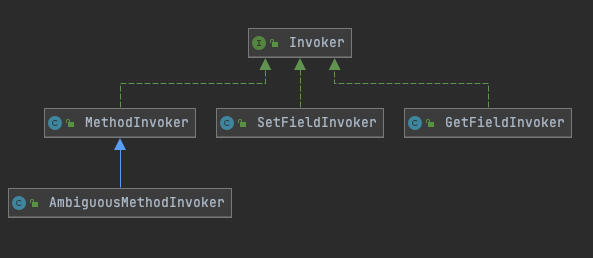 Invoker
MethodInvoker
SetFieldInvoker
GetFieldInvoker
AmbiguousMethodInvoker